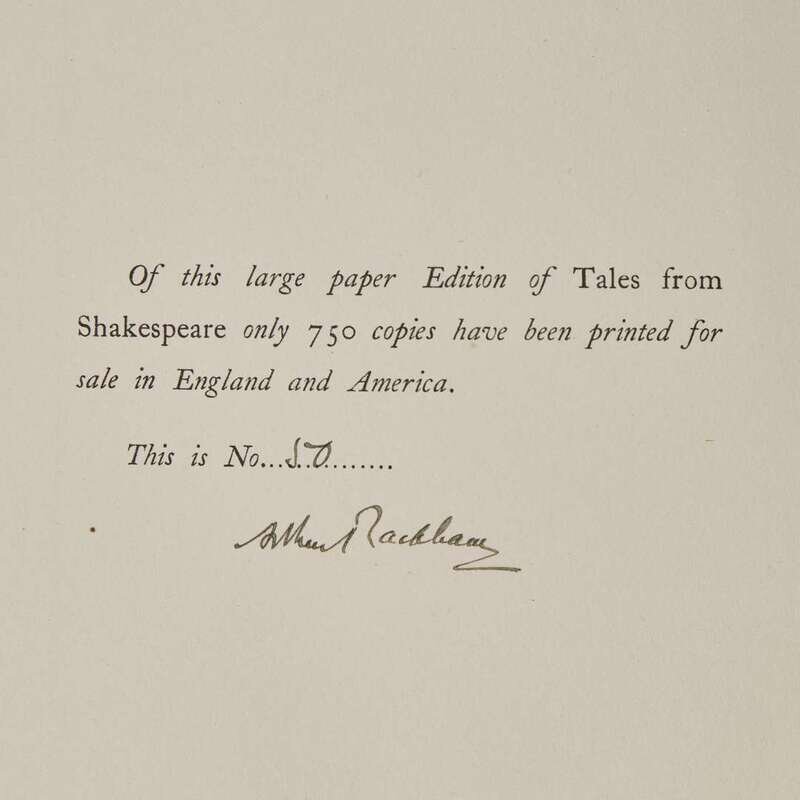 Of this large paper Edition of Tales from
Shakespeare only 750 copies have been printed for
sale in England and America.
This is No...50.......
Arthur Rackham